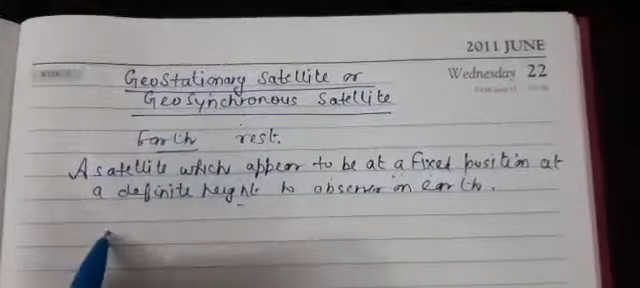 2011 JUNE
Wednesday 22
Geostationary Satellite or
Geosynchronous Satellite
Earth rest.
A satellite which appear to be at a fixed position at
a definite height to observer on earth.